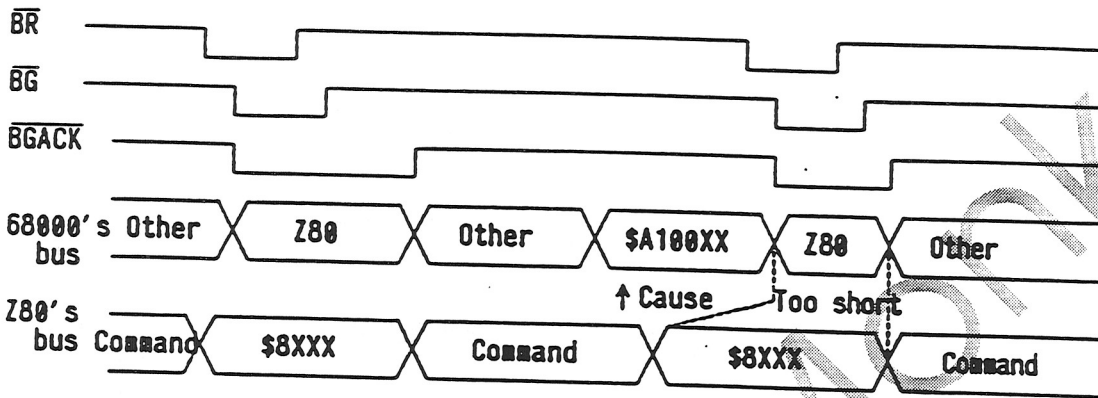 BR
BG
BGACK
68000's Other Z80 Other $A100XX Z80 Other
bus
↑ Cause Too short
Z80's
bus Command $8XXX Command $8XXX Command